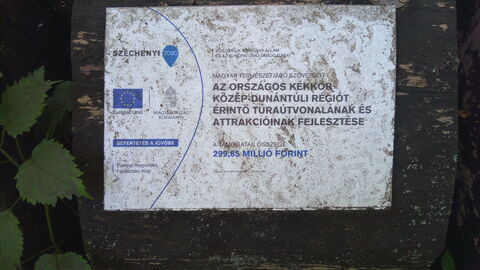 SZÉCHENYI 2020
MAGYAR TERMÉSZETJÁRÓ SZÖVETSÉG
AZ ORSZÁGOS KÉKKÖR
KÖZÉP-DUNÁNTÚLI RÉGIÓT
ÉRINTŐ TÚRAÚTVONALÁNAK ÉS
ATTRAKCIÓINAK FEJLESZTÉSE
A TÁMOGATÁS ÖSSZEGE
299,85 MILLIÓ FORINT
Európai Unió
MAGYARORSZÁG
KORMÁNYA
BEFEKTETÉS A JÖVŐBE
Európai Regionális
Fejlesztési Alap